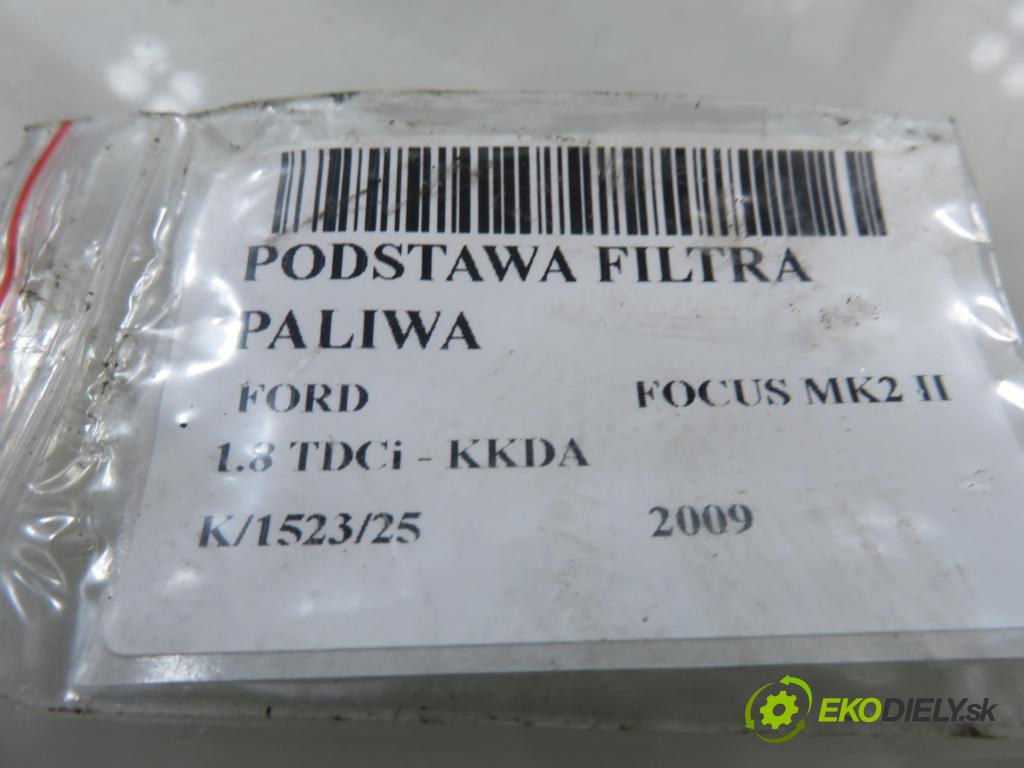 PODSTAWA FILTRA
PALIWA
FORD FOCUS MK2 II
1.8 TDCi - KKDA
K/1523/25 2009
EKODIELY.sk